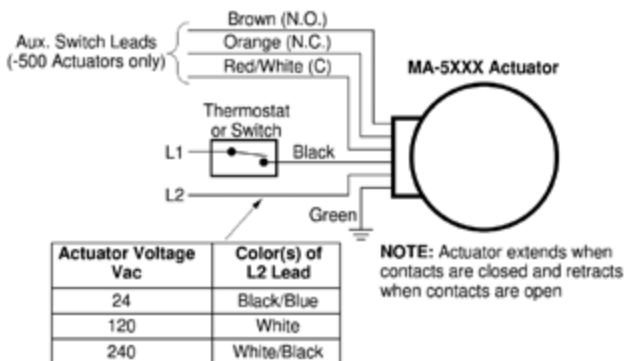 Brown (N.O.)
Aux. Switch Leads
(-500 Actuators only)
Orange (N.C.)
Red/White (C)
MA-5XXX Actuator
Thermostat
or Switch
L1
Black
L2
Green
Actuator Voltage
Vac
Color(s) of
L2 Lead
24
Black/Blue
120
White
240
White/Black
NOTE: Actuator extends when
contacts are closed and retracts
when contacts are open